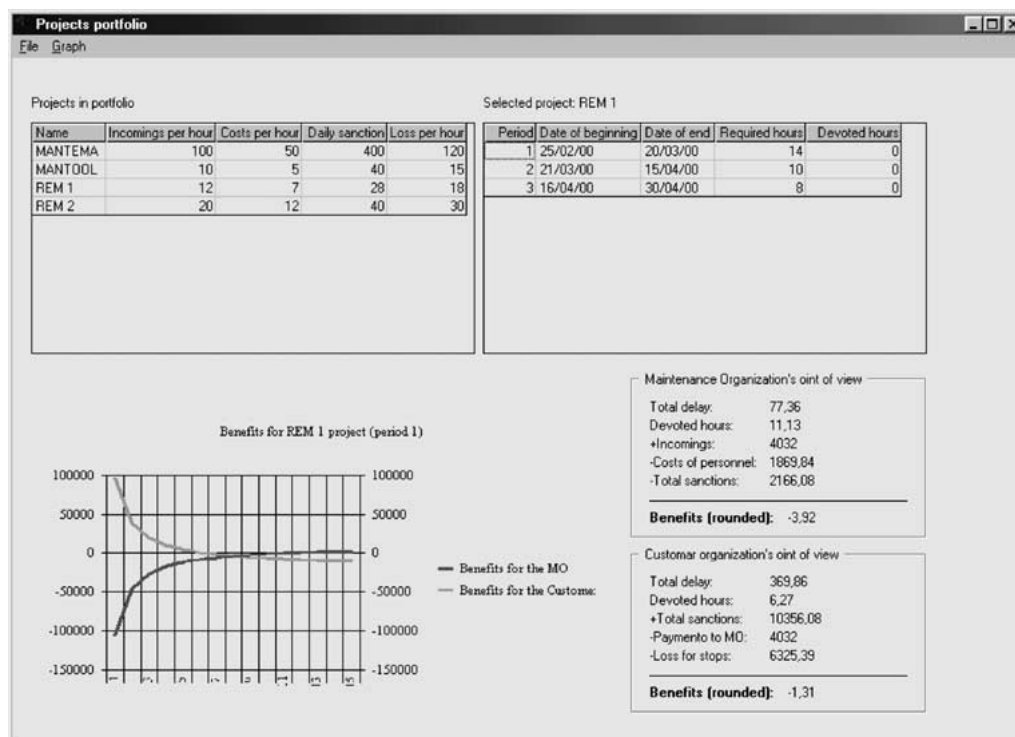 Projects portfolio
File Graph
Projects in portfolio
Name Incomings per hour Costs per hour Daily sanction Loss per hour
MANTEMA 100 50 400 120
MANTOOL 10 5 40 15
REM 1 12 7 28 18
REM 2 20 12 40 30
Selected project: REM 1
Period Date of beginning Date of end Required hours Devoted hours
1 25/02/00 20/03/00 14 0
2 21/03/00 15/04/00 10 0
3 16/04/00 30/04/00 8 0
Benefits for REM 1 project (period 1)
100000 100000
50000 50000
0 0
-50000 -50000
-100000 -100000
-150000 -150000
1 3 5 7 9 11 13 15
Benefits for the MO
Benefits for the Custome:
Maintenance Organization's oint of view
Total delay: 77,36
Devoted hours: 11,13
+Incomings: 4032
-Costs of personnel: 1869,84
-Total sanctions: 2166,08
Benefits (rounded): -3,92
Customar organization's oint of view
Total delay: 369,86
Devoted hours: 6,27
+Total sanctions: 10356,08
-Paymento to MO: 4032
-Loss for stops: 6325,39
Benefits (rounded): -1,31